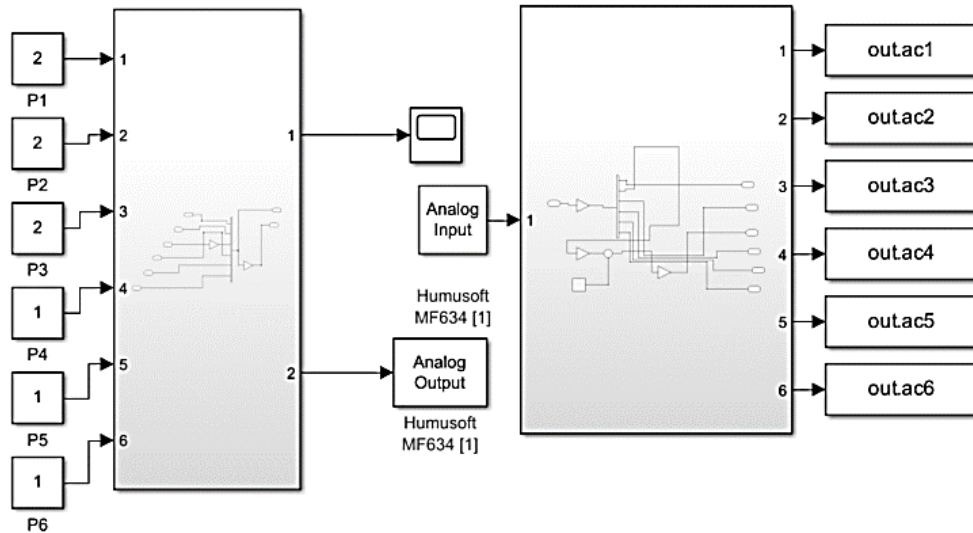 2
1
P1
2
2
P2
2
3
P3
1
4
P4
1
5
P5
1
6
P6
1
2
Analog
Input
Humusoft
MF634 [1]
Analog
Output
Humusoft
MF634 [1]
1
1
out.ac1
2
out.ac2
3
out.ac3
4
out.ac4
5
out.ac5
6
out.ac6